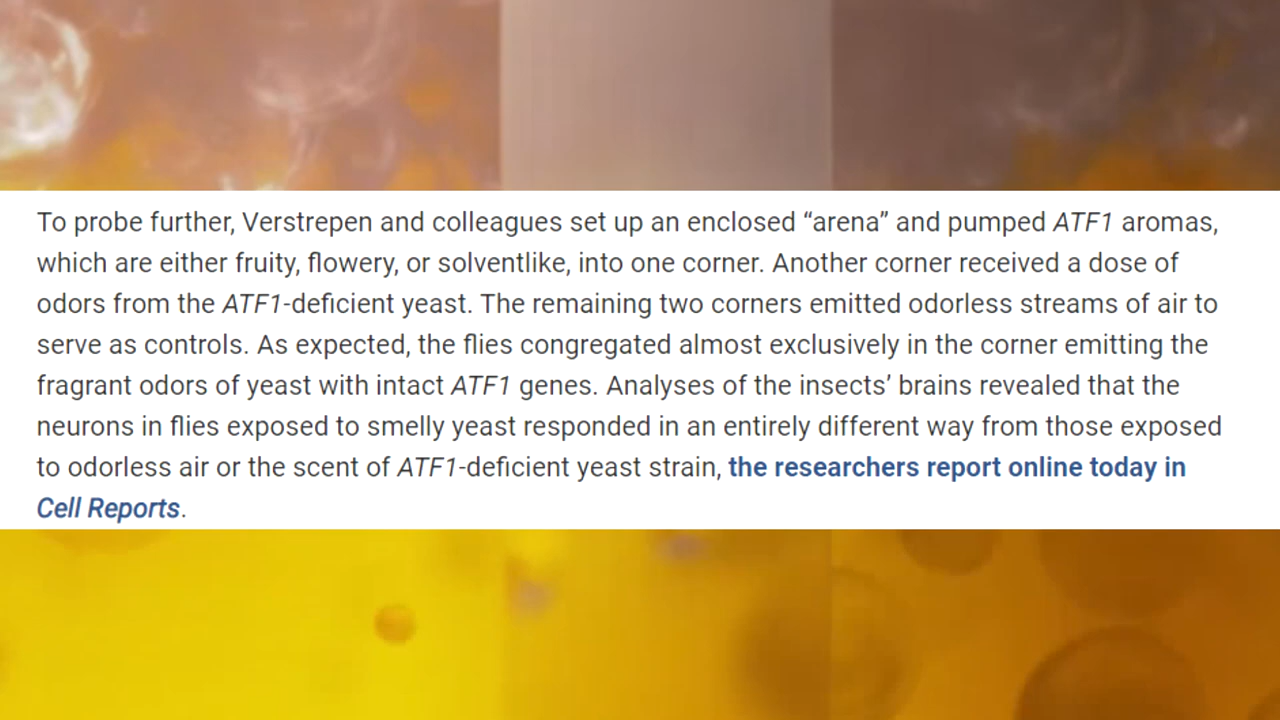 To probe further, Verstrepen and colleagues set up an enclosed “arena” and pumped ATF1 aromas,
which are either fruity, flowery, or solventlike, into one corner. Another corner received a dose of
odors from the ATF1-deficient yeast. The remaining two corners emitted odorless streams of air to
serve as controls. As expected, the flies congregated almost exclusively in the corner emitting the
fragrant odors of yeast with intact ATF1 genes. Analyses of the insects’ brains revealed that the
neurons in flies exposed to smelly yeast responded in an entirely different way from those exposed
to odorless air or the scent of ATF1-deficient yeast strain, the researchers report online today in
Cell Reports.